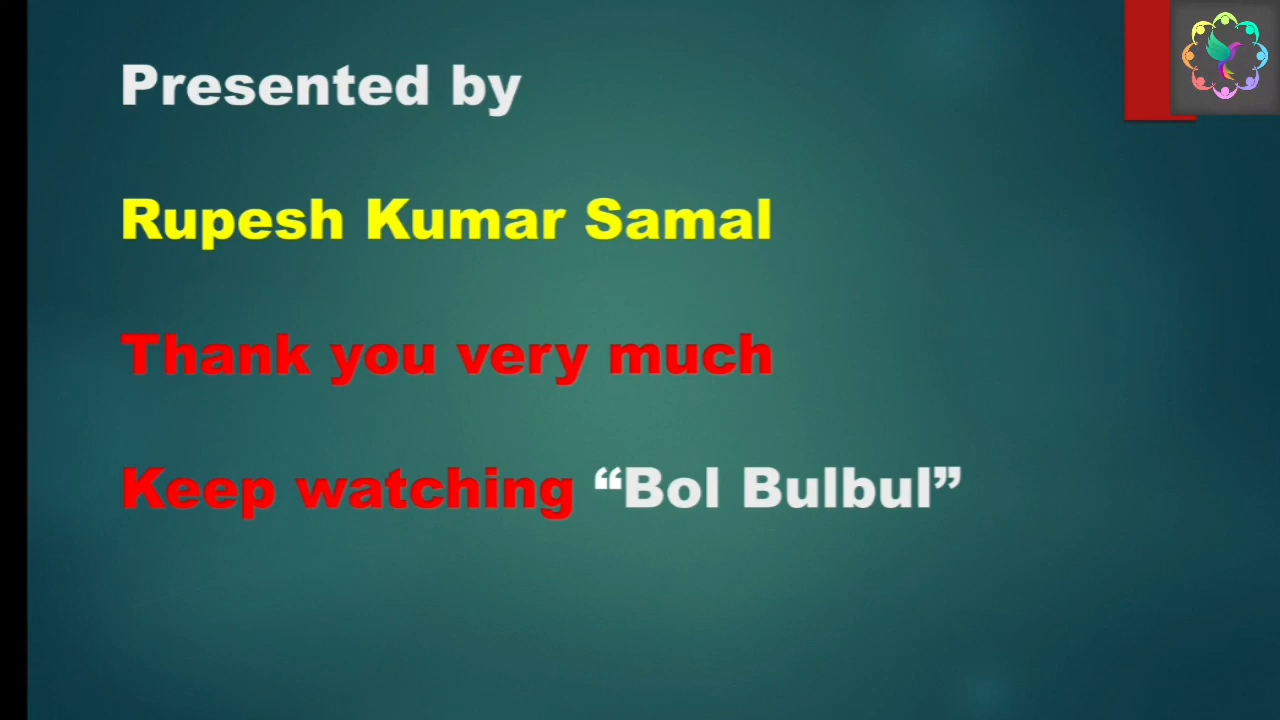 Presented by
Rupesh Kumar Samal
Thank you very much
Keep watching “Bol Bulbul”